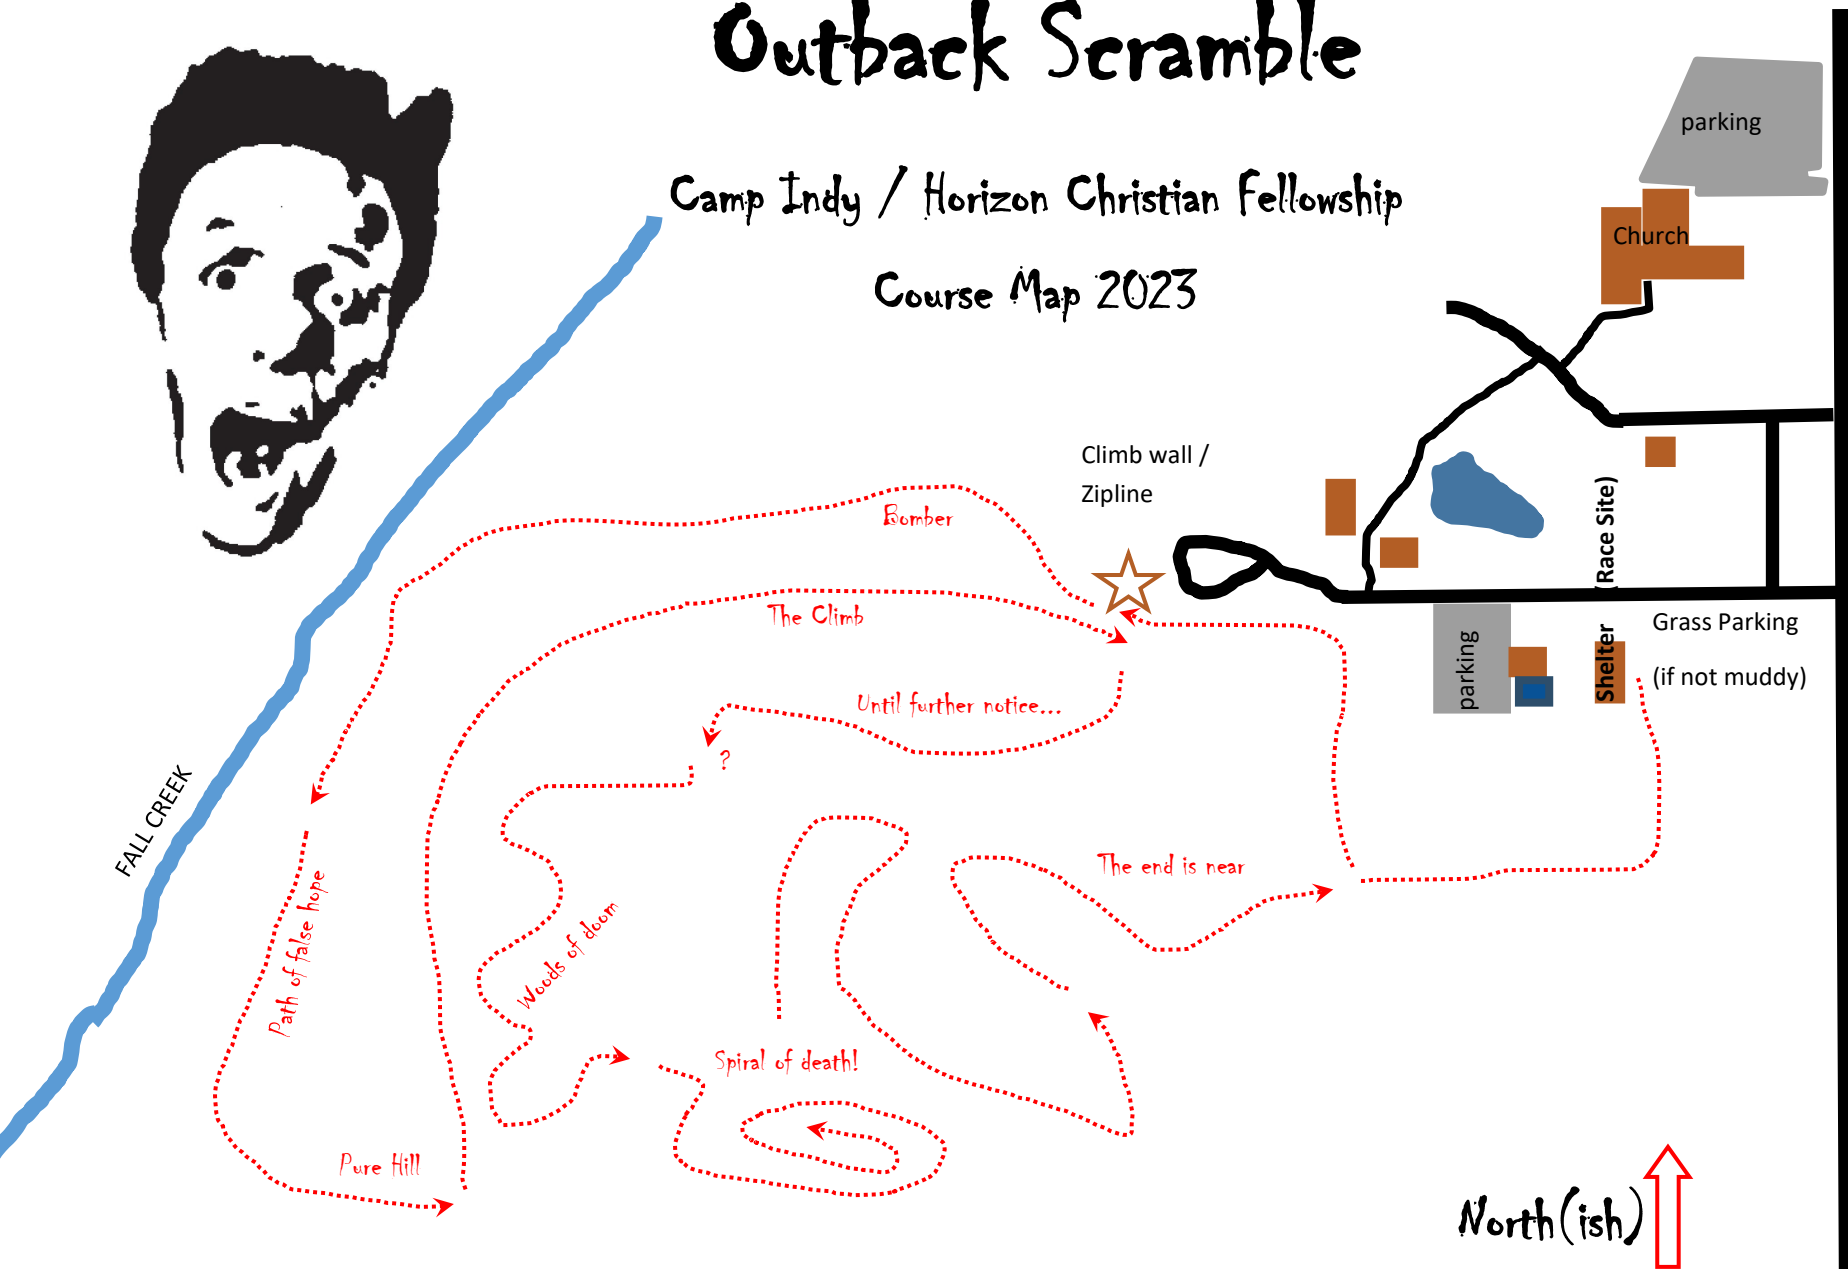 Outback Scramble
parking
Camp Indy / Horizon Christian Fellowship
Church
Course Map 2023
Climb wall /
Zipline
Bomber
Shelter (Race Site)
The Climb
Grass Parking
(if not muddy)
parking
Until further notice...
?
FALL CREEK
The end is near
Path of false hope
Woods of doom
Spiral of death!
Pure Hill
North(ish)